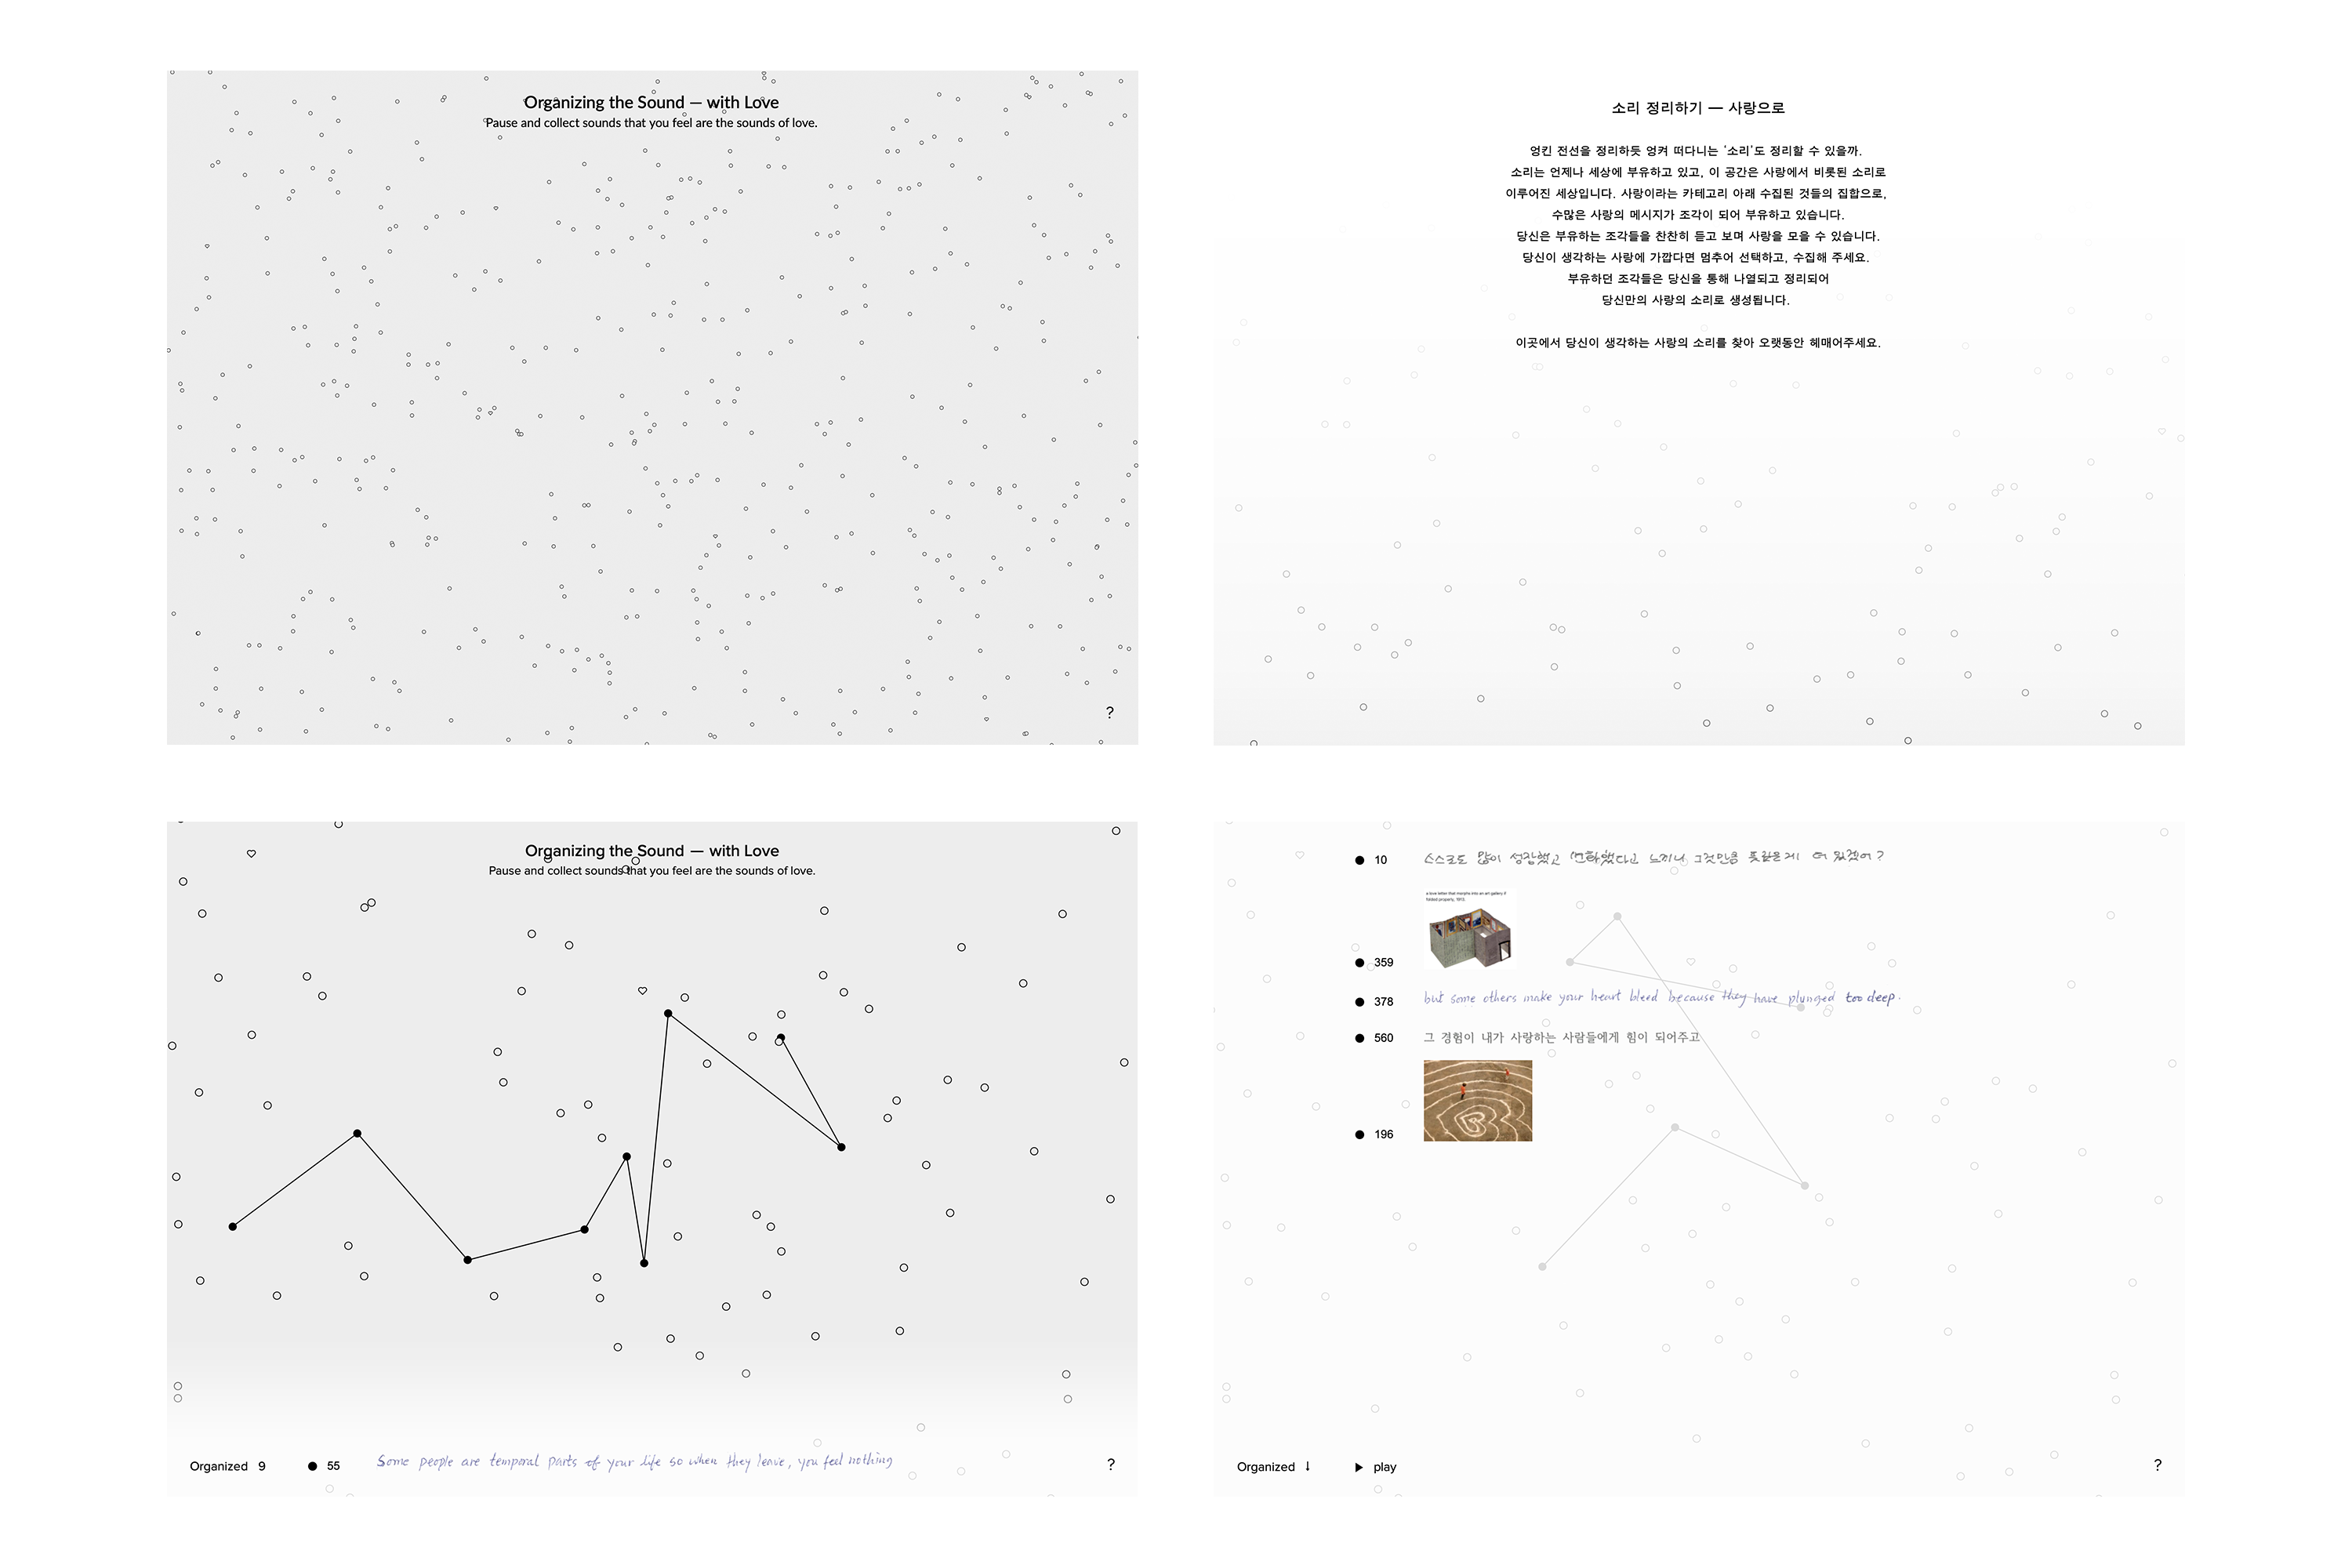 Organizing the Sound — with Love
Pause and collect sounds that you feel are the sounds of love.
?
소리 정리하기 — 사랑으로
엉킨 전선을 정리하듯 엉켜 떠다니는 '소리'도 정리할 수 있을까.
소리는 언제나 세상에 부유하고 있고, 이 공간은 사랑에서 비롯된 소리로
이루어진 세상입니다. 사랑이라는 카테고리 아래 수집된 것들의 집합으로,
수많은 사랑의 메시지가 조각이 되어 부유하고 있습니다.
당신은 부유하는 조각들을 찬찬히 듣고 보며 사랑을 모을 수 있습니다.
당신이 생각하는 사랑에 가깝다면 멈추어 선택하고, 수집해 주세요.
부유하던 조각들은 당신을 통해 나열되고 정리되어
당신만의 사랑의 소리로 생성됩니다.
이곳에서 당신이 생각하는 사랑의 소리를 찾아 오랫동안 헤매어주세요.
Organizing the Sound — with Love
Pause and collect sounds that you feel are the sounds of love.
Organized 9
55 Some people are temporal parts of your life so when they leave, you feel nothing
?
10 스스로도 많이 성장했고 변화했다고 느끼니 그것만큼 뜻깊은게 어 있겠어?
a love letter that morphs into an art gallery if
folded properly, 1913.
359
378 but some others make your heart bleed because they have plunged too deep.
560 그 경험이 내가 사랑하는 사람들에게 힘이 되어주고
196
Organized ↓
▶ play
?